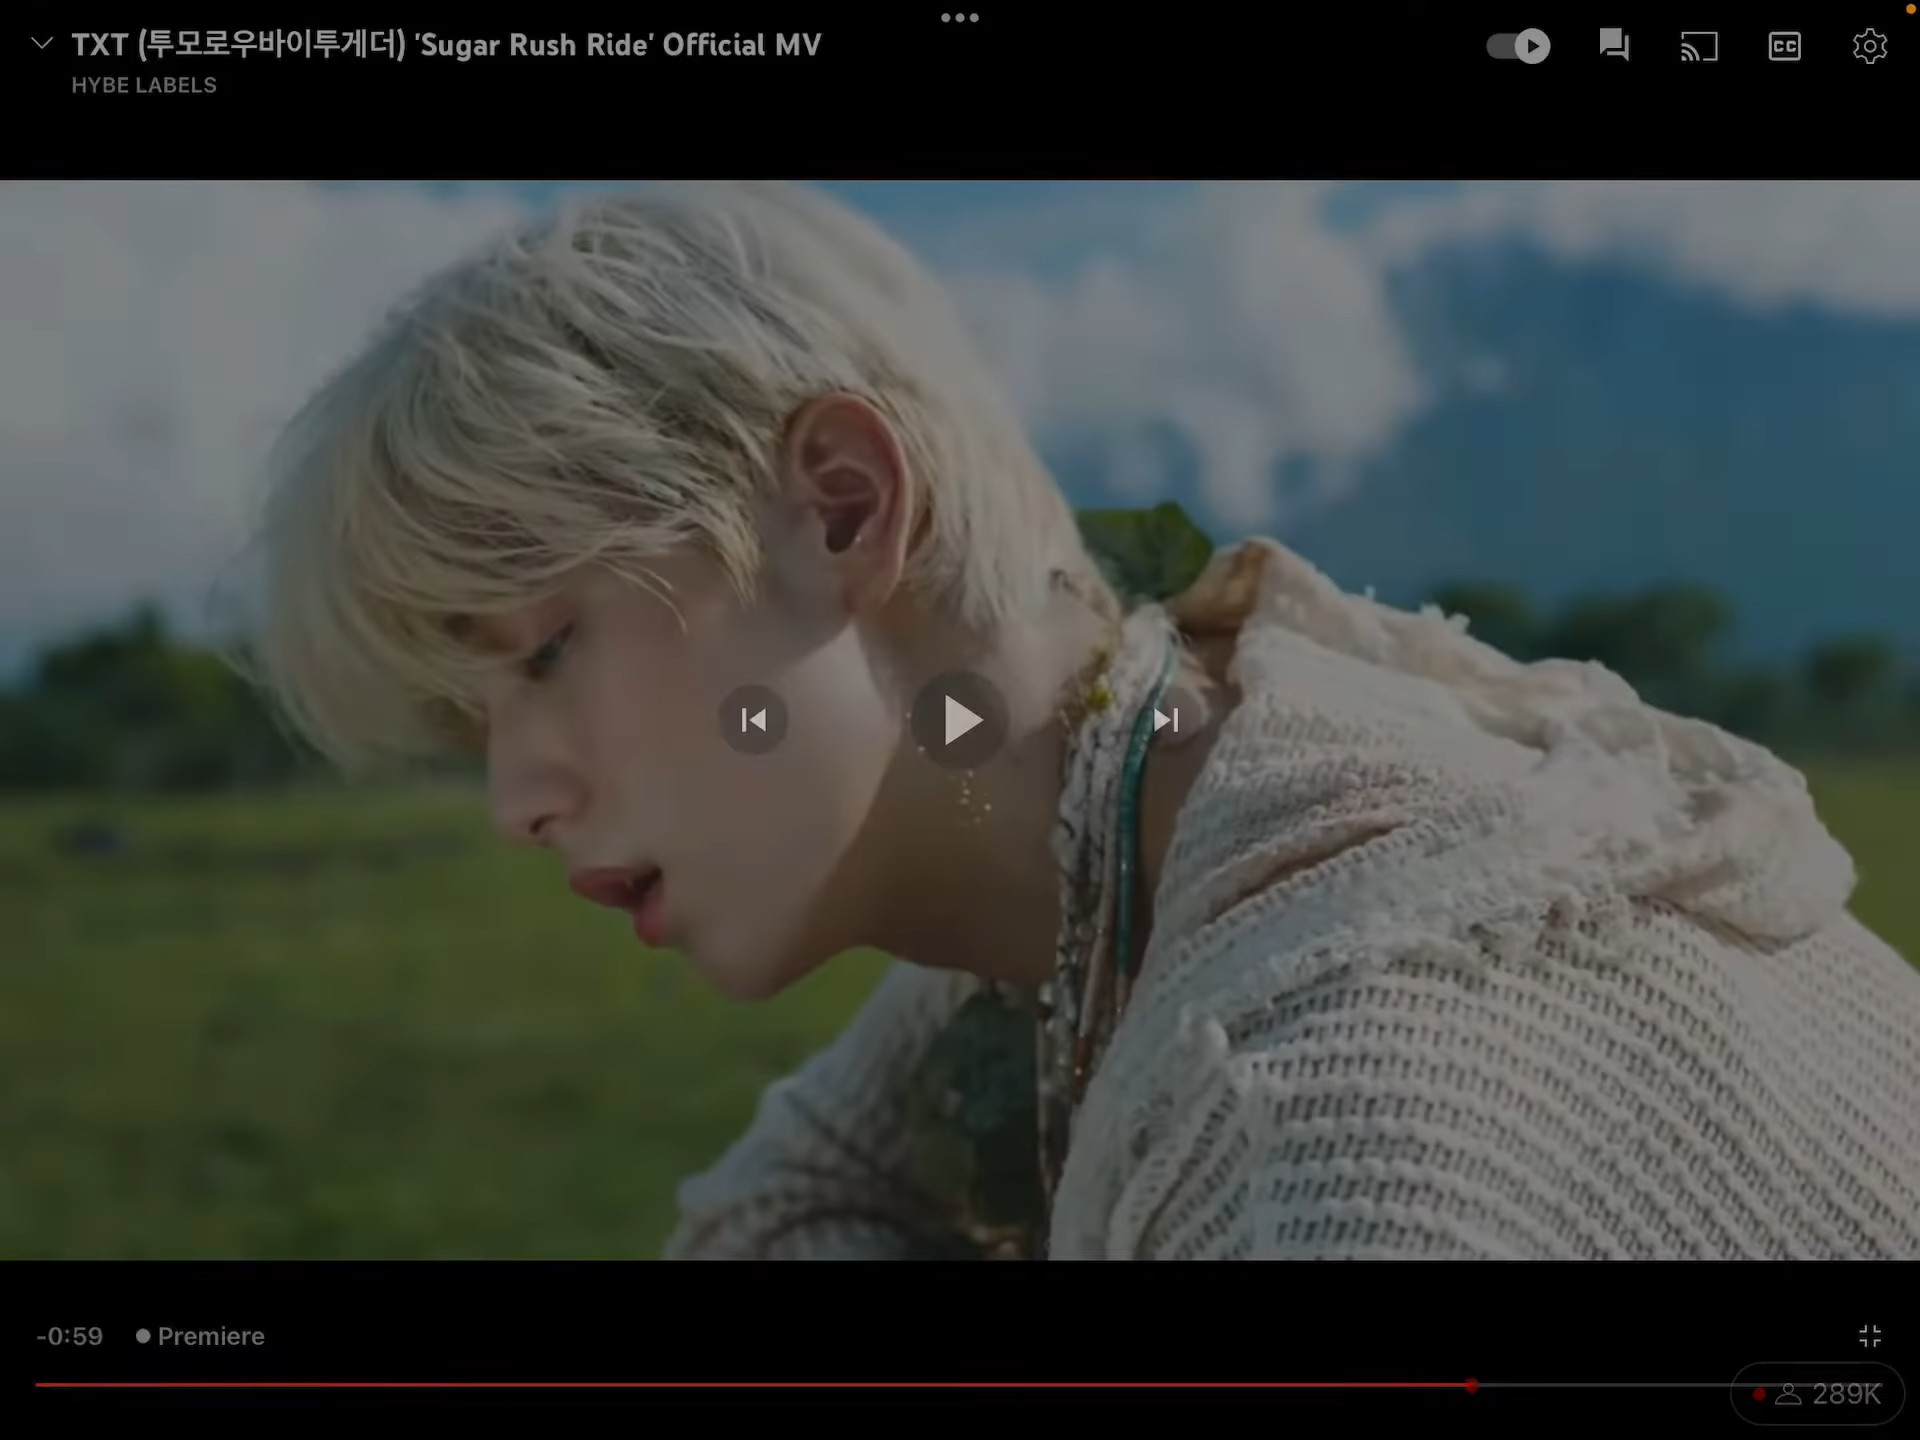 TXT (투모로우바이투게더) 'Sugar Rush Ride' Official MV
HYBE LABELS
CC
-0:59 Premiere
289K